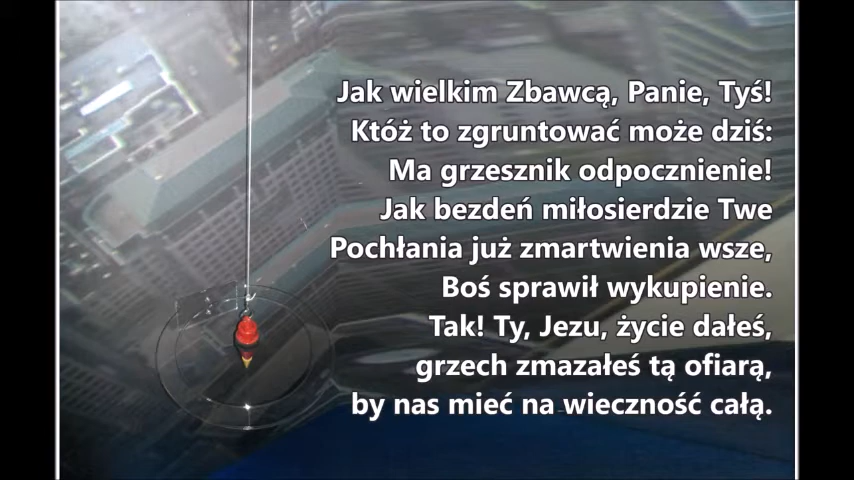 Jak wielkim Zbawcą, Panie, Tyś!
Któż to zgruntować może dziś:
Ma grzesznik odpocznienie!
Jak bezdeń miłosierdzie Twe
Pochłania już zmartwienia wsze,
Boś sprawił wykupienie.
Tak! Ty, Jezu, życie dałeś,
grzech zmazałeś tą ofiarą,
by nas mieć na wieczność całą.